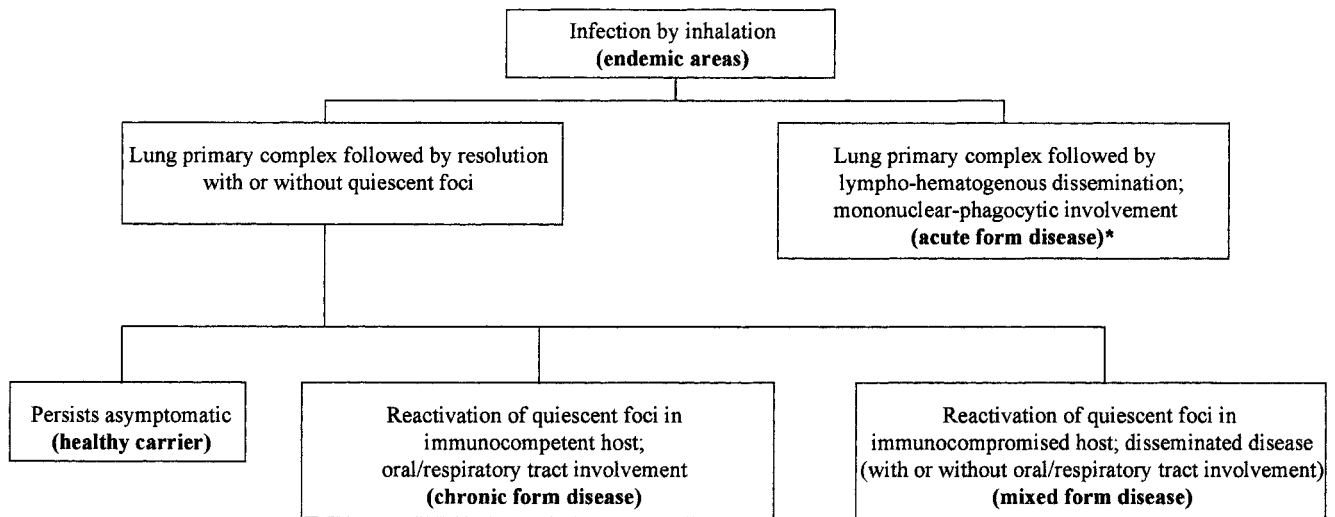 Infection by inhalation
(endemic areas)
Lung primary complex followed by resolution
with or without quiescent foci
Lung primary complex followed by
lympho-hematogenous dissemination;
mononuclear-phagocytic involvement
(acute form disease)*
Persists asymptomatic
(healthy carrier)
Reactivation of quiescent foci in
immunocompetent host;
oral/respiratory tract involvement
(chronic form disease)
Reactivation of quiescent foci in
immunocompromised host; disseminated disease
(with or without oral/respiratory tract involvement)
(mixed form disease)